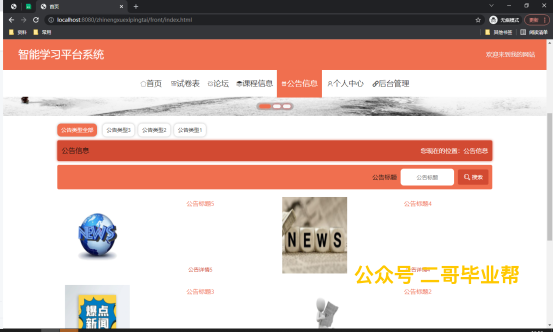 首页
localhost:8080/zhinengxuexipingtai/front/index.html
无痕模式
更新
资料
常用
其他书签
阅读清单
智能学习平台系统
欢迎来到我的网站
首页 试卷表 论坛 课程信息 公告信息 个人中心 后台管理
公告类型全部 公告类型3 公告类型2 公告类型1
公告信息
您现在的位置：公告信息
公告标题 公告标题 搜索
公告标题5
公告标题4
NEWS
NEWS
公告详情5
公告详情4
公众号 二哥毕业帮
公告标题3
公告标题2
爆点
新闻